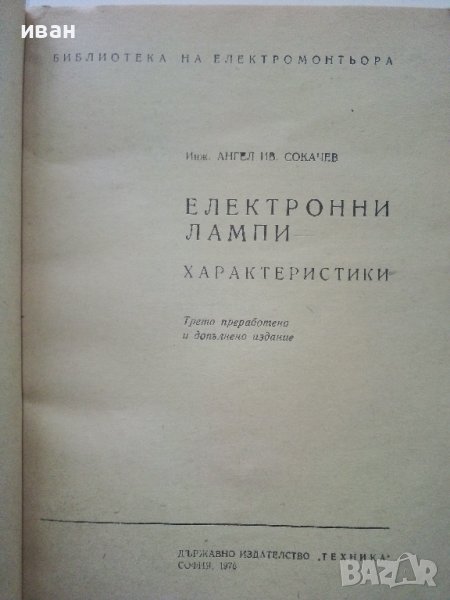 иван
БИБЛИОТЕКА НА ЕЛЕКТРОМОНТЬОРА
Инж. АНГЕЛ ИВ. СОКАЧЕВ
ЕЛЕКТРОННИ
ЛАМПИ
ХАРАКТЕРИСТИКИ
Трето преработено
и допълнено издание
ДЪРЖАВНО ИЗДАТЕЛСТВО „ТЕХНИКА“
СОФИЯ, 1976
BAZAR